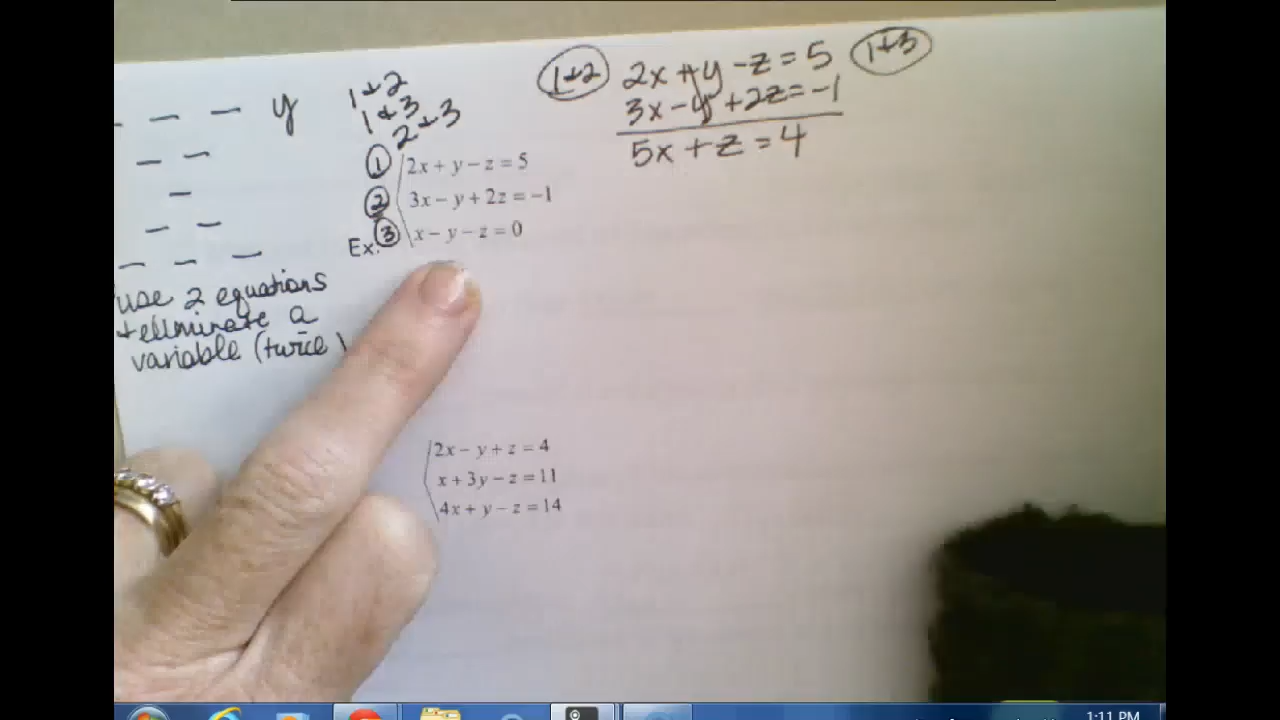 y
1+2
1+3
2+3
① 2x + y − z = 5
② 3x − y + 2z = −1
Ex. ③ x − y − z = 0
use 2 equations
+ eliminate a
variable (twice)
1+2
2x + y − z = 5
3x − y + 2z = −1
5x + z = 4
1+3
2x − y + z = 4
x + 3y − z = 11
4x + y − z = 14
1:11 PM